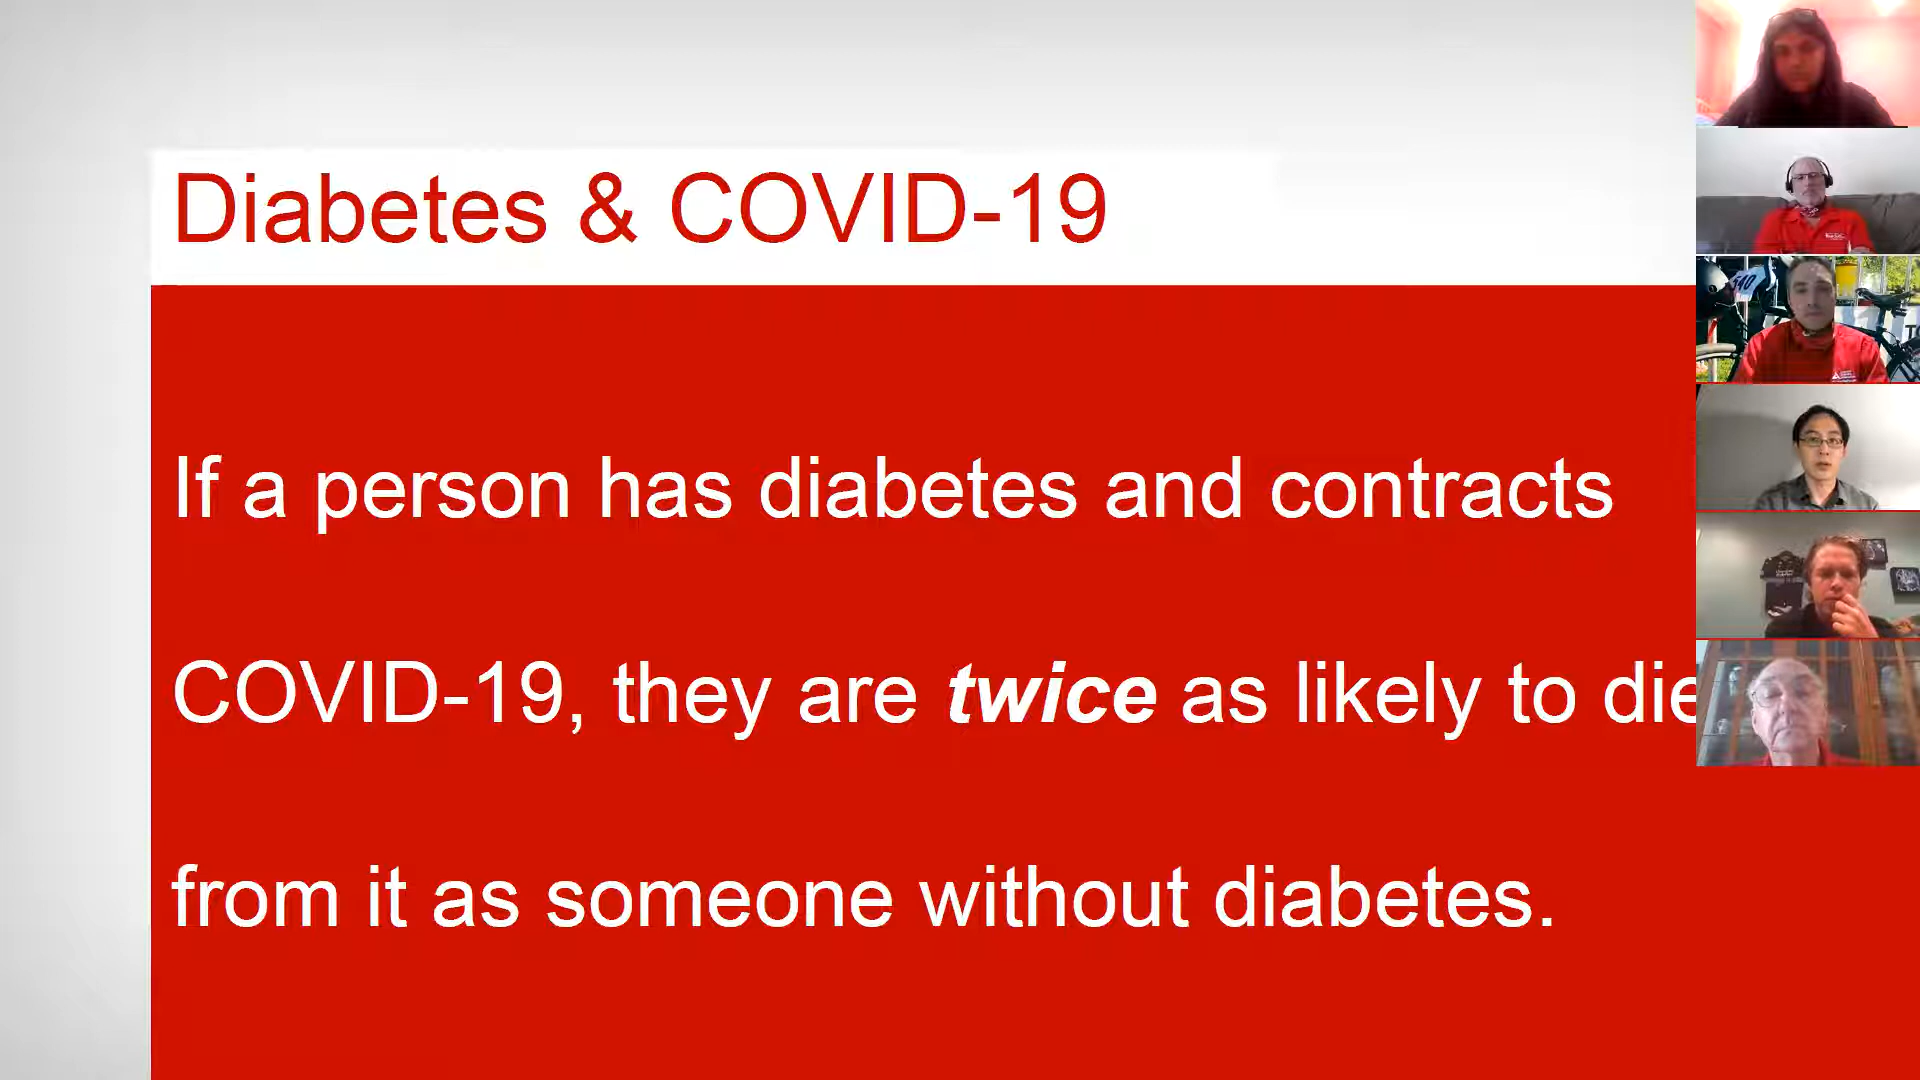 Diabetes & COVID-19
If a person has diabetes and contracts
COVID-19, they are twice as likely to die
from it as someone without diabetes.
540